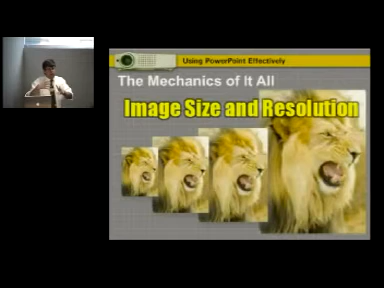 Using PowerPoint Effectively
The Mechanics of It All
Image Size and Resolution